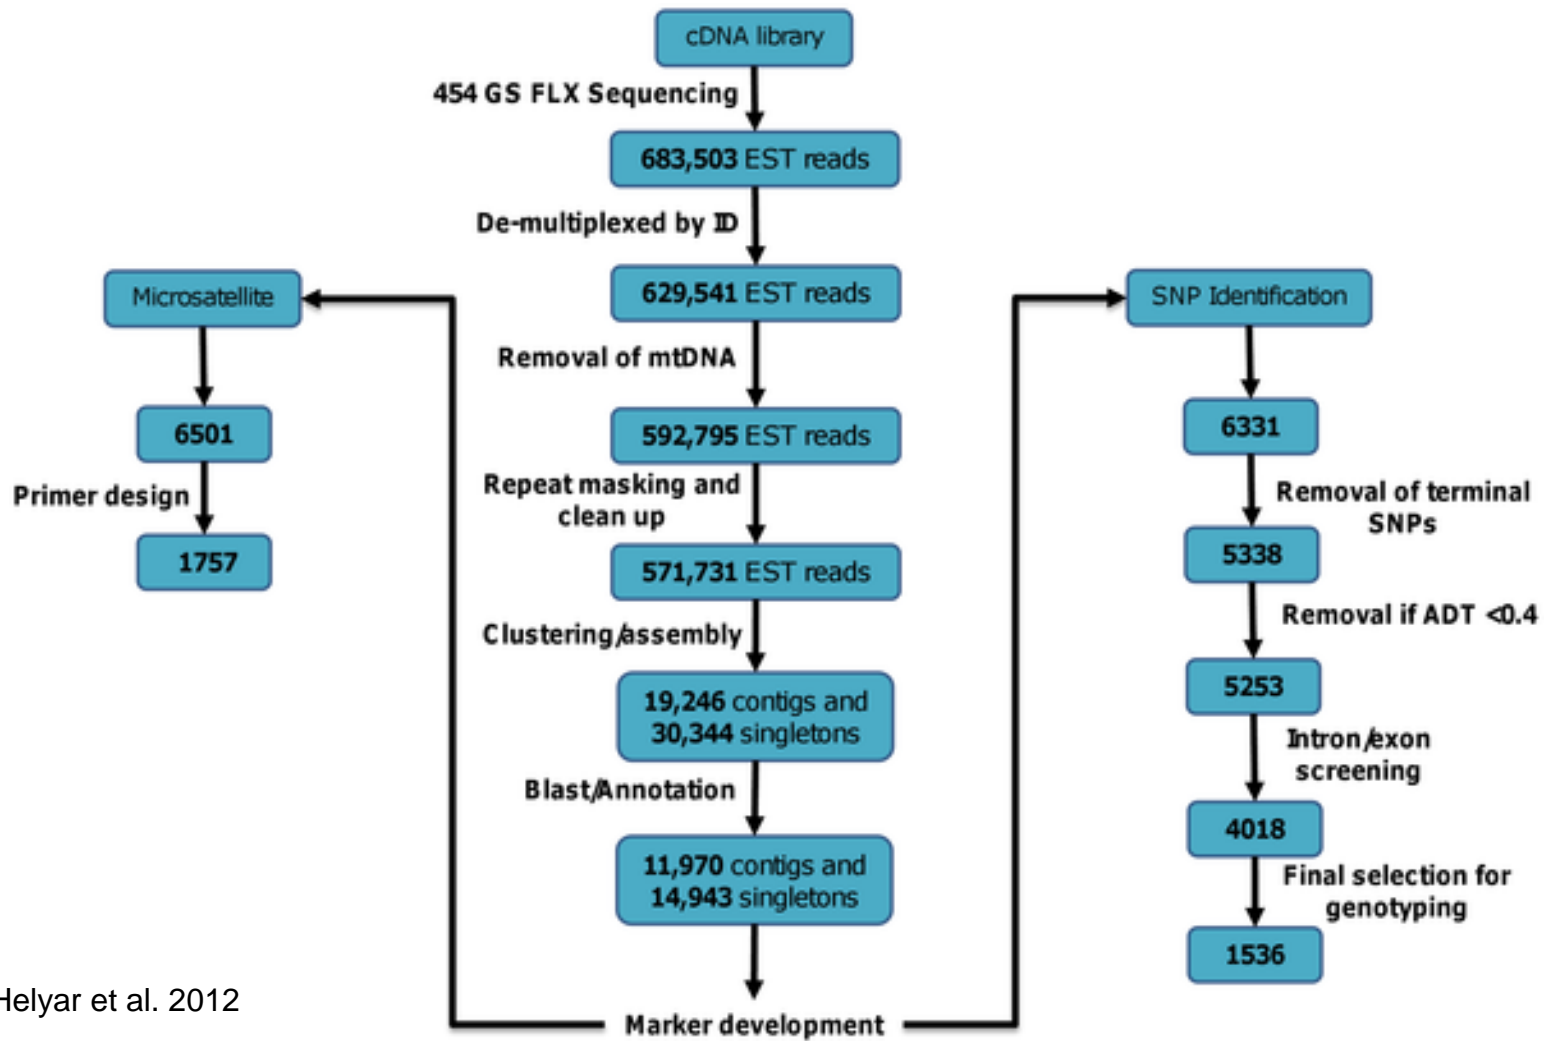 cDNA library
454 GS FLX Sequencing
683,503 EST reads
De-multiplexed by ID
629,541 EST reads
Removal of mtDNA
592,795 EST reads
Repeat masking and
clean up
571,731 EST reads
Clustering/assembly
19,246 contigs and
30,344 singletons
Blast/Annotation
11,970 contigs and
14,943 singletons
Marker development
Microsatellite
6501
Primer design
1757
SNP Identification
6331
Removal of terminal
SNPs
5338
Removal if ADT <0.4
5253
Intron/exon
screening
4018
Final selection for
genotyping
1536
Helyar et al. 2012